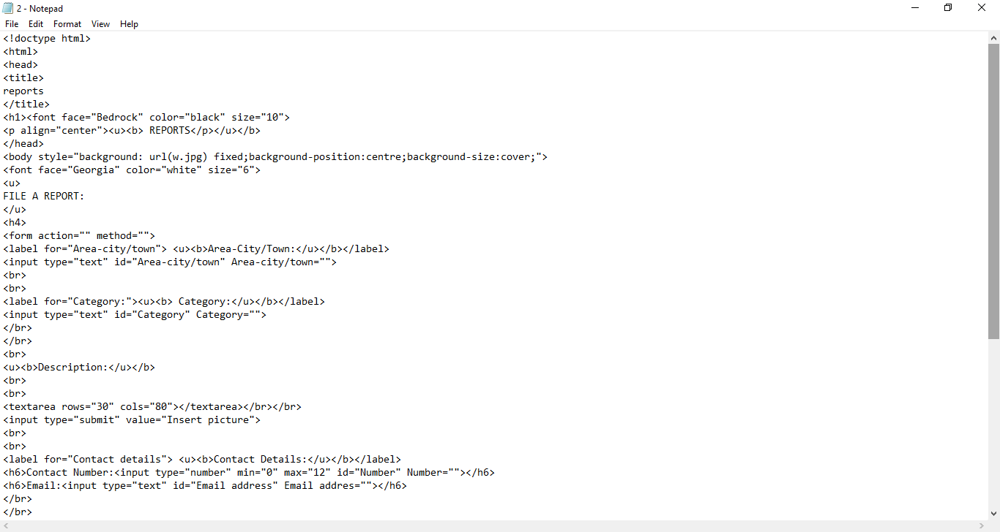 2 - Notepad
File Edit Format View Help
<!doctype html>
<html>
<head>
<title>
reports
</title>
<h1><font face="Bedrock" color="black" size="10">
<p align="center"><u><b> REPORTS</p></u></b>
</head>
<body style="background: url(w.jpg) fixed;background-position:centre;background-size:cover;">
<font face="Georgia" color="white" size="6">
<u>
FILE A REPORT:
</u>
<h4>
<form action="" method="">
<label for="Area-city/town"> <u><b>Area-City/Town:</u></b></label>
<input type="text" id="Area-city/town" Area-city/town="">
<br>
<br>
<label for="Category:"><u><b> Category:</u></b></label>
<input type="text" id="Category" Category="">
</br>
</br>
<br>
<u><b>Description:</u></b>
<br>
<br>
<textarea rows="30" cols="80"></textarea></br></br>
<input type="submit" value="Insert picture">
<br>
<br>
<label for="Contact details"> <u><b>Contact Details:</u></b></label>
<h6>Contact Number:<input type="number" min="0" max="12" id="Number" Number=""></h6>
<h6>Email:<input type="text" id="Email address" Email addres=""></h6>
</br>
</br>